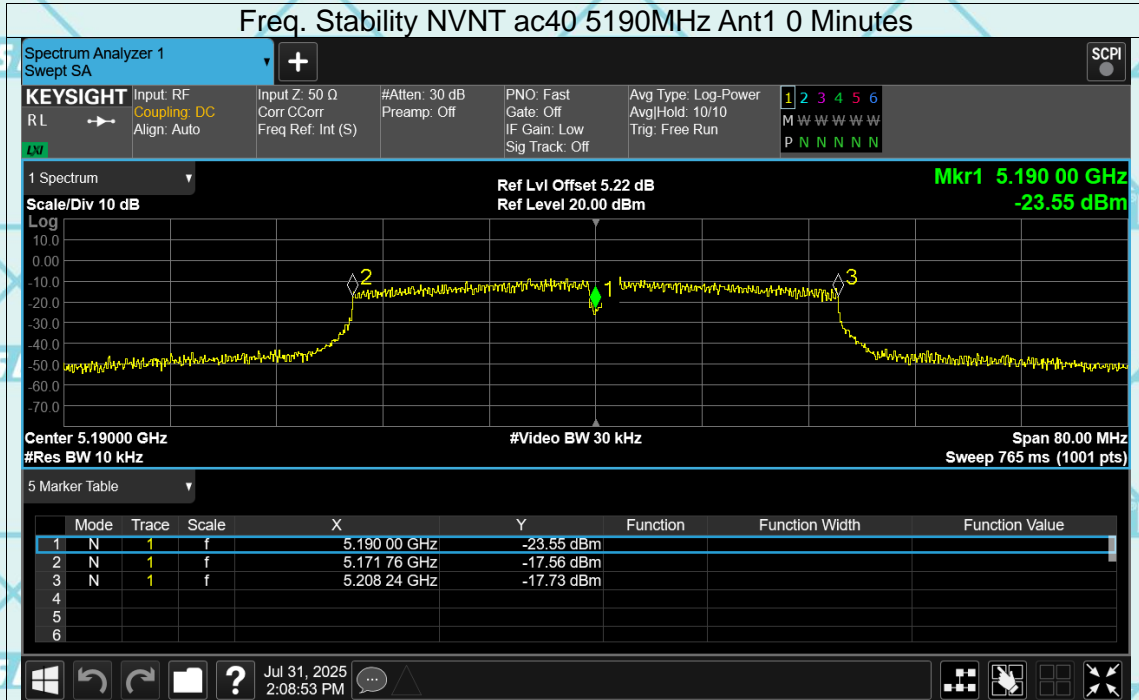 Freq. Stability NVNT ac40 5190MHz Ant1 0 Minutes
Spectrum Analyzer 1
Swept SA
+
SCPI
KEYSIGHT
RL
LXI
Input: RF
Coupling: DC
Align: Auto
Input Z: 50 Ω
Corr CCorr
Freq Ref: Int (S)
#Atten: 30 dB
Preamp: Off
PNO: Fast
Gate: Off
IF Gain: Low
Sig Track: Off
Avg Type: Log-Power
Avg|Hold: 10/10
Trig: Free Run
1 2 3 4 5 6
M W W W W W
P N N N N N
1 Spectrum
Scale/Div 10 dB
Ref Lvl Offset 5.22 dB
Ref Level 20.00 dBm
Mkr1 5.190 00 GHz
-23.55 dBm
Log
10.0
0.00
-10.0
-20.0
-30.0
-40.0
-50.0
-60.0
-70.0
2
1
3
Center 5.19000 GHz
#Video BW 30 kHz
Span 80.00 MHz
#Res BW 10 kHz
Sweep 765 ms (1001 pts)
5 Marker Table
Mode Trace Scale X Y Function Function Width Function Value
1 N 1 f 5.190 00 GHz -23.55 dBm
2 N 1 f 5.171 76 GHz -17.56 dBm
3 N 1 f 5.208 24 GHz -17.73 dBm
4
5
6
?
Jul 31, 2025
2:08:53 PM